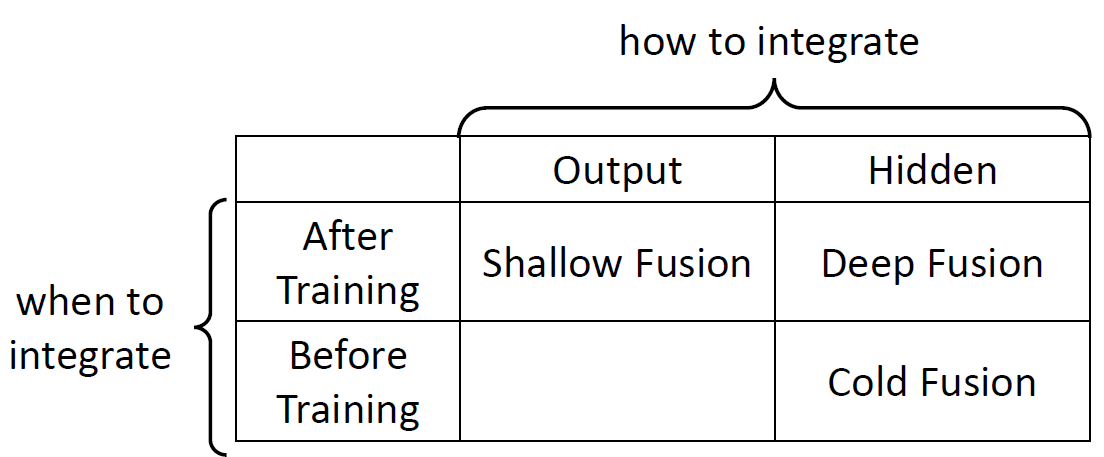 how to integrate
Output
Hidden
After
Training
Shallow Fusion
Deep Fusion
when to
integrate
Before
Training
Cold Fusion